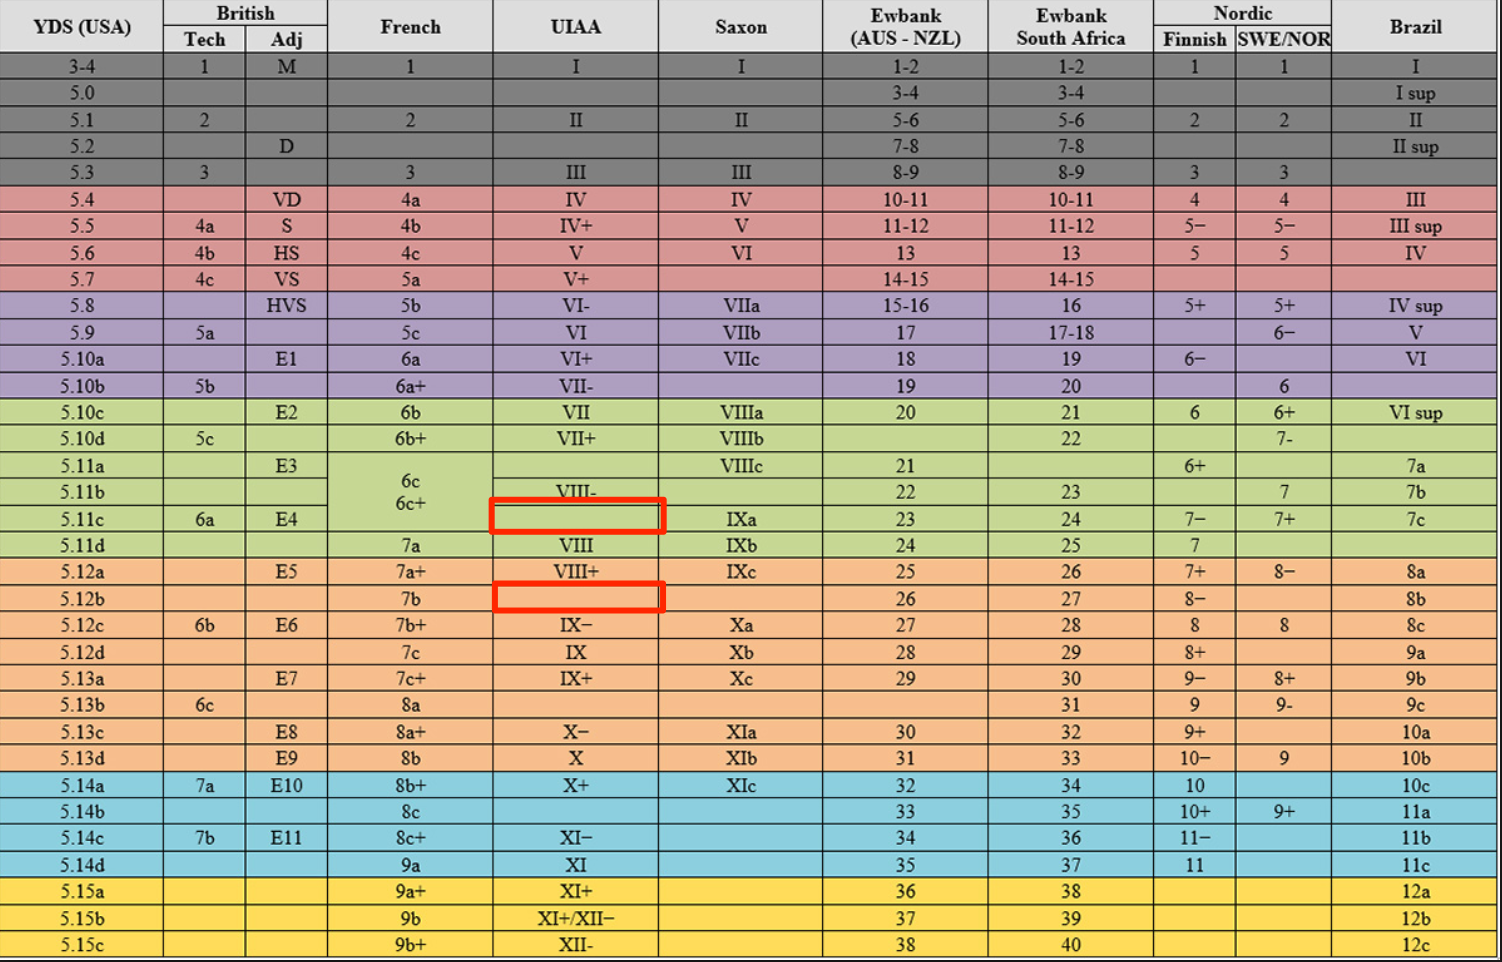 YDS (USA) British French UIAA Saxon Ewbank (AUS - NZL) Ewbank South Africa Nordic Brazil
Tech Adj Finnish SWE/NOR
3-4 1 M 1 I I 1-2 1-2 1 1 I
5.0 3-4 3-4 I sup
5.1 2 2 II II 5-6 5-6 2 2 II
5.2 D 7-8 7-8 II sup
5.3 3 3 III III 8-9 8-9 3 3
5.4 VD 4a IV IV 10-11 10-11 4 4 III
5.5 4a S 4b IV+ V 11-12 11-12 5− 5− III sup
5.6 4b HS 4c V VI 13 13 5 5 IV
5.7 4c VS 5a V+ 14-15 14-15
5.8 HVS 5b VI- VIIa 15-16 16 5+ 5+ IV sup
5.9 5a 5c VI VIIb 17 17-18 6− V
5.10a E1 6a VI+ VIIc 18 19 6− VI
5.10b 5b 6a+ VII- 19 20 6
5.10c E2 6b VII VIIIa 20 21 6 6+ VI sup
5.10d 5c 6b+ VII+ VIIIb 22 7-
5.11a E3 6c VIIIc 21 6+ 7a
5.11b 6c+ VIII- 22 23 7 7b
5.11c 6a E4 IXa 23 24 7− 7+ 7c
5.11d 7a VIII IXb 24 25 7
5.12a E5 7a+ VIII+ IXc 25 26 7+ 8− 8a
5.12b 7b 26 27 8− 8b
5.12c 6b E6 7b+ IX− Xa 27 28 8 8 8c
5.12d 7c IX Xb 28 29 8+ 9a
5.13a E7 7c+ IX+ Xc 29 30 9− 8+ 9b
5.13b 6c 8a 31 9 9- 9c
5.13c E8 8a+ X− XIa 30 32 9+ 10a
5.13d E9 8b X XIb 31 33 10− 9 10b
5.14a 7a E10 8b+ X+ XIc 32 34 10 10c
5.14b 8c 33 35 10+ 9+ 11a
5.14c 7b E11 8c+ XI− 34 36 11− 11b
5.14d 9a XI 35 37 11 11c
5.15a 9a+ XI+ 36 38 12a
5.15b 9b XI+/XII− 37 39 12b
5.15c 9b+ XII- 38 40 12c